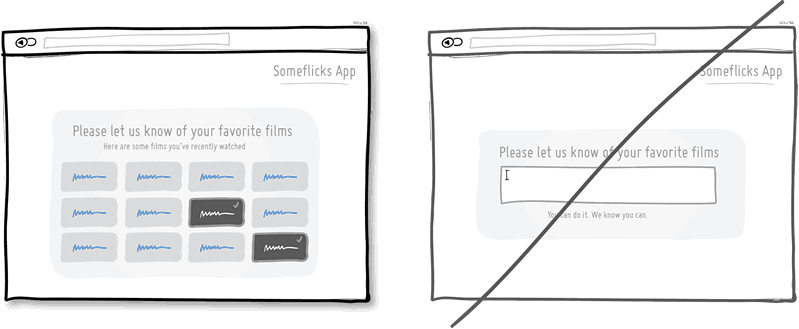 Someflicks App
Please let us know of your favorite films
Here are some films you've recently watched
Someflicks App
Please let us know of your favorite films
You can do it. We know you can.